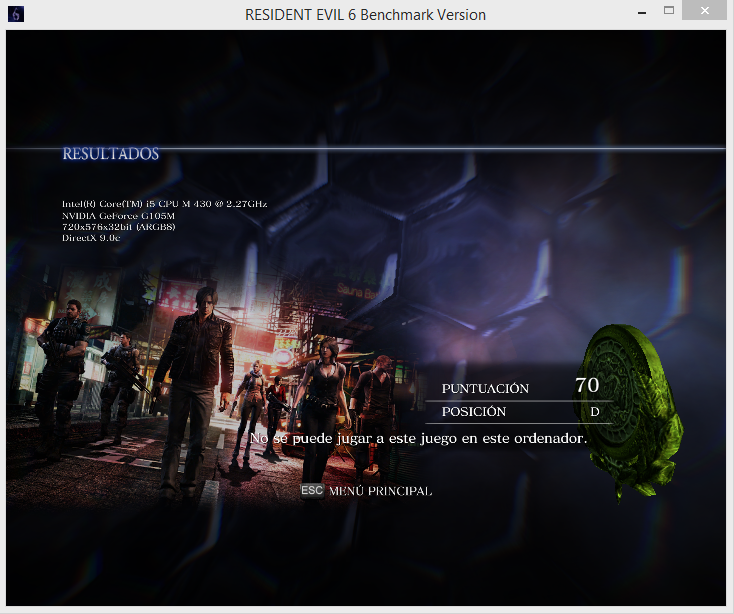 RESIDENT EVIL 6 Benchmark Version
RESULTADOS
Intel(R) Core(TM) i5 CPU M 430 @ 2.27GHz
NVIDIA GeForce G105M
720x576x32bit (ARGB8)
DirectX 9.0c
PUNTUACIÓN 70
POSICIÓN D
No se puede jugar a este juego en este ordenador.
ESC MENÚ PRINCIPAL